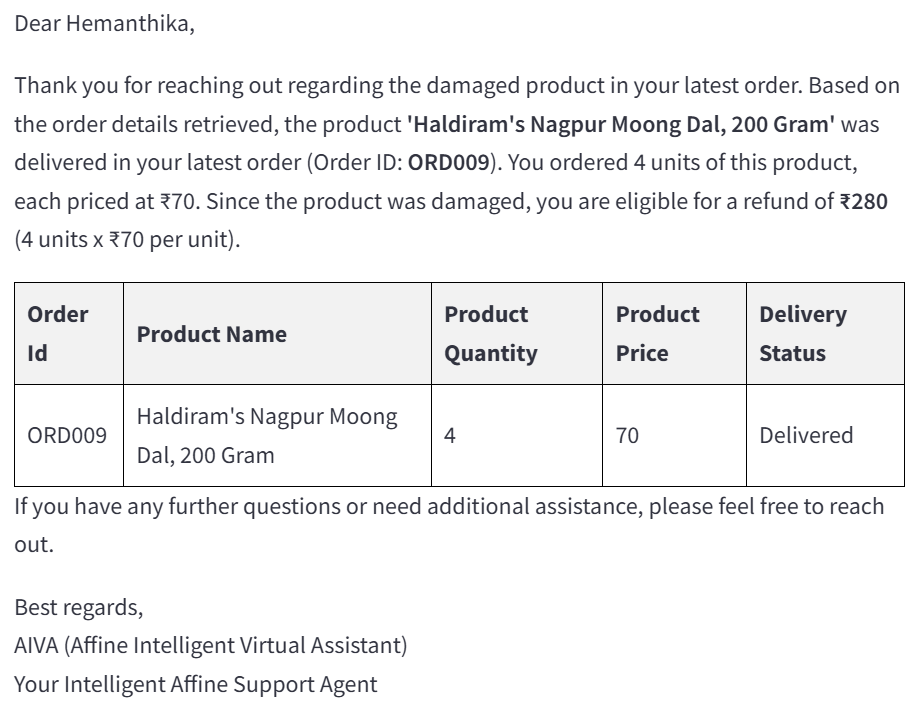 Dear Hemanthika,
Thank you for reaching out regarding the damaged product in your latest order. Based on
the order details retrieved, the product 'Haldiram's Nagpur Moong Dal, 200 Gram' was
delivered in your latest order (Order ID: ORD009). You ordered 4 units of this product,
each priced at ₹70. Since the product was damaged, you are eligible for a refund of ₹280
(4 units x ₹70 per unit).
Order
Id
Product Name
Product
Quantity
Product
Price
Delivery
Status
ORD009
Haldiram's Nagpur Moong
Dal, 200 Gram
4
70
Delivered
If you have any further questions or need additional assistance, please feel free to reach
out.
Best regards,
AIVA (Affine Intelligent Virtual Assistant)
Your Intelligent Affine Support Agent